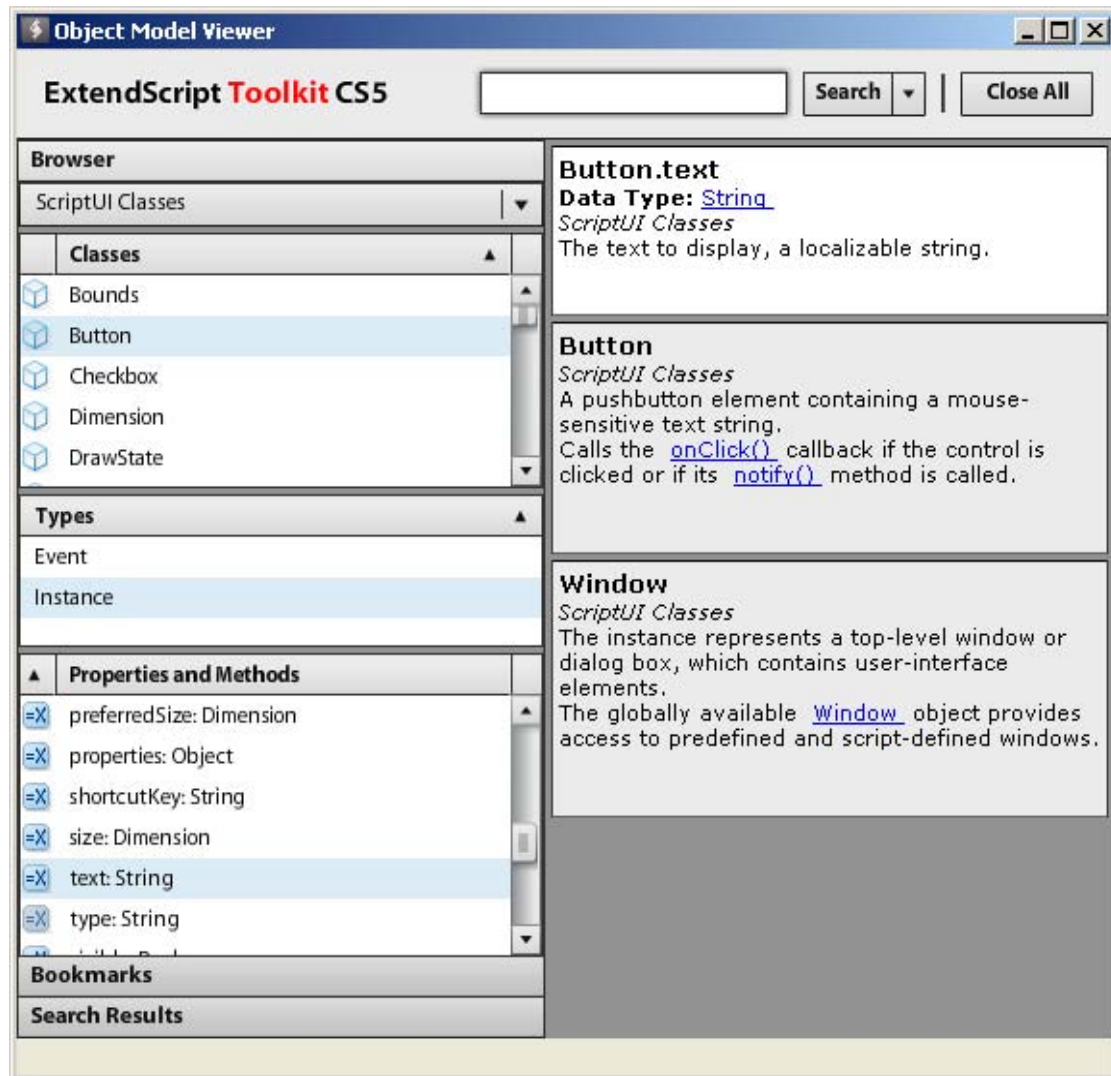 Object Model Viewer
ExtendScript Toolkit CS5
Search
Close All
Browser
ScriptUI Classes
Classes
Bounds
Button
Checkbox
Dimension
DrawState
Types
Event
Instance
Properties and Methods
=X preferredSize: Dimension
=X properties: Object
=X shortcutKey: String
=X size: Dimension
=X text: String
=X type: String
Bookmarks
Search Results
Button.text
Data Type: String
ScriptUI Classes
The text to display, a localizable string.
Button
ScriptUI Classes
A pushbutton element containing a mouse-
sensitive text string.
Calls the onClick() callback if the control is
clicked or if its notify() method is called.
Window
ScriptUI Classes
The instance represents a top-level window or
dialog box, which contains user-interface
elements.
The globally available Window object provides
access to predefined and script-defined windows.